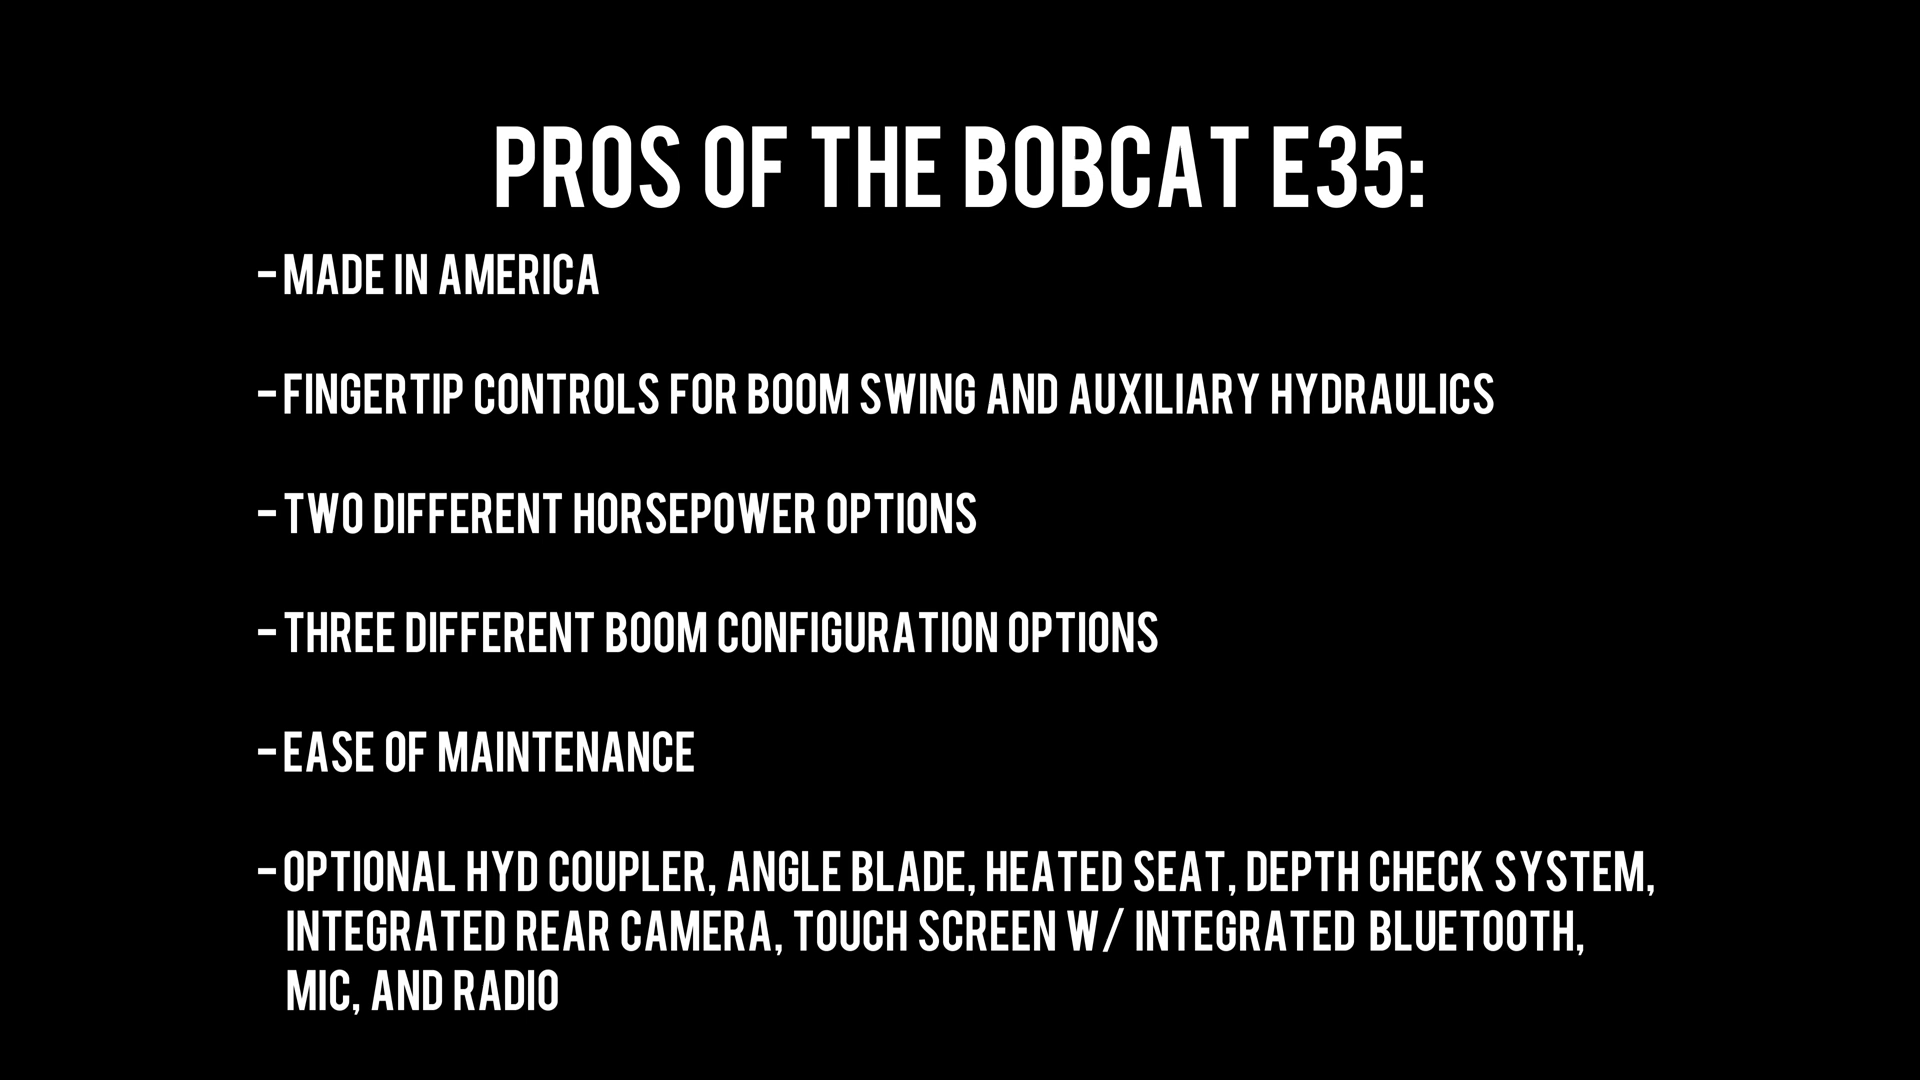 PROS OF THE BOBCAT E35:
-MADE IN AMERICA
-FINGERTIP CONTROLS FOR BOOM SWING AND AUXILIARY HYDRAULICS
-TWO DIFFERENT HORSEPOWER OPTIONS
-THREE DIFFERENT BOOM CONFIGURATION OPTIONS
-EASE OF MAINTENANCE
-OPTIONAL HYD COUPLER, ANGLE BLADE, HEATED SEAT, DEPTH CHECK SYSTEM,
INTEGRATED REAR CAMERA, TOUCH SCREEN W/ INTEGRATED BLUETOOTH,
MIC, AND RADIO